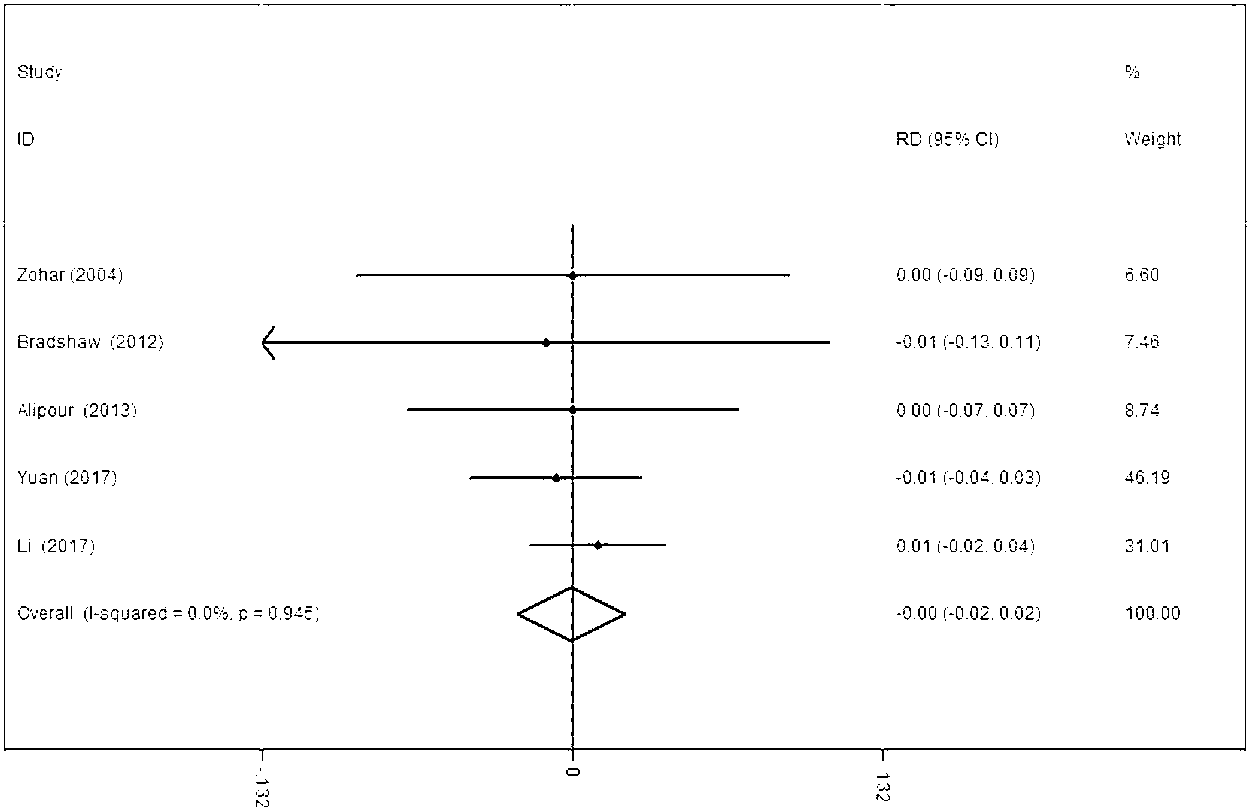 Study %
ID RD (95% CI) Weight
Zohar (2004) 0.00 (-0.09, 0.09) 6.60
Bradshaw (2012) -0.01 (-0.13, 0.11) 7.46
Alipour (2013) 0.00 (-0.07, 0.07) 8.74
Yuan (2017) -0.01 (-0.04, 0.03) 46.19
Li (2017) 0.01 (-0.02, 0.04) 31.01
Overall (I-squared = 0.0%, p = 0.945) -0.00 (-0.02, 0.02) 100.00
-.132 0 .132